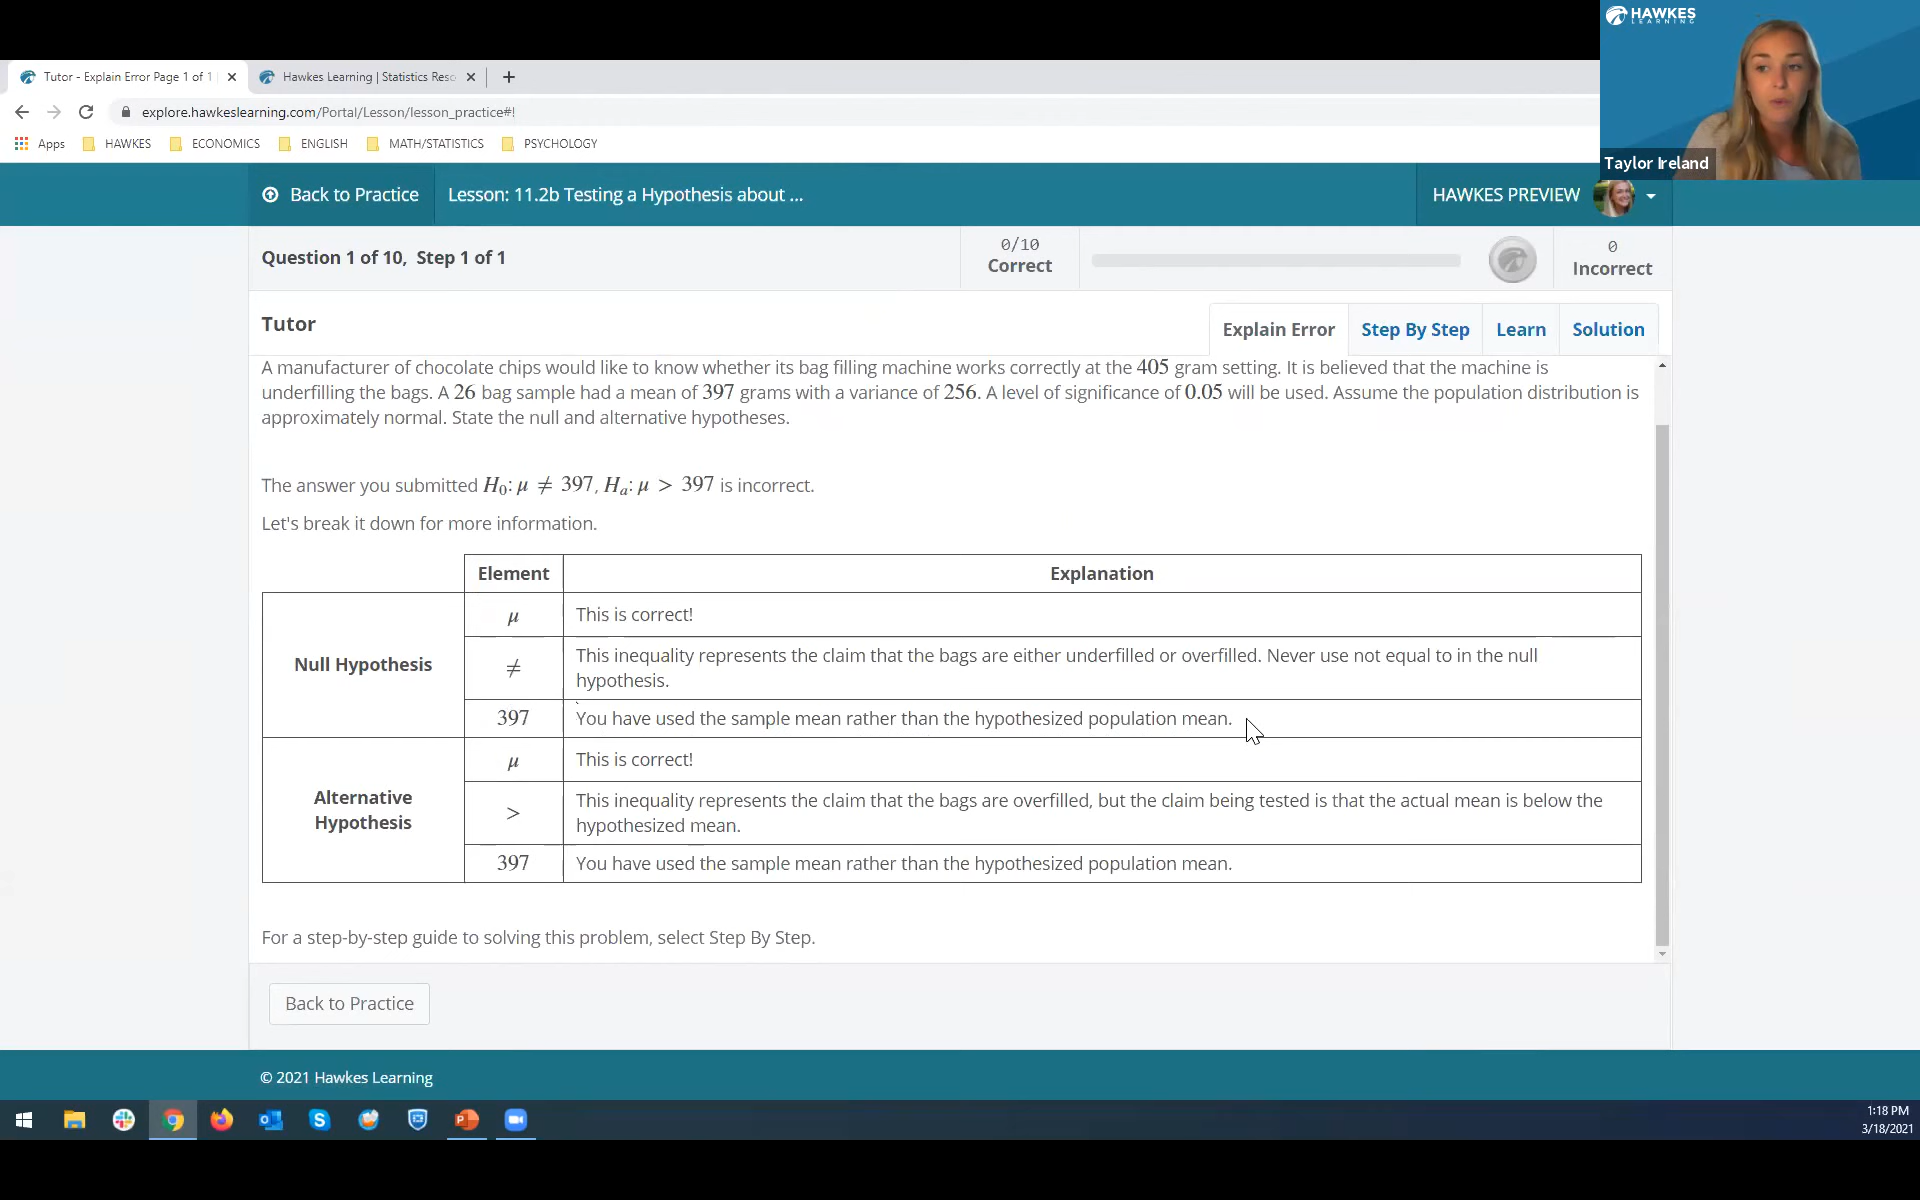 HAWKES
LEARNING
Taylor Ireland
Tutor - Explain Error Page 1 of 1
Hawkes Learning | Statistics Reso
explore.hawkeslearning.com/Portal/Lesson/lesson_practice#!
Apps HAWKES ECONOMICS ENGLISH MATH/STATISTICS PSYCHOLOGY
Back to Practice Lesson: 11.2b Testing a Hypothesis about ... HAWKES PREVIEW
Question 1 of 10, Step 1 of 1
0/10
Correct
0
Incorrect
Tutor
Explain Error Step By Step Learn Solution
A manufacturer of chocolate chips would like to know whether its bag filling machine works correctly at the 405 gram setting. It is believed that the machine is
underfilling the bags. A 26 bag sample had a mean of 397 grams with a variance of 256. A level of significance of 0.05 will be used. Assume the population distribution is
approximately normal. State the null and alternative hypotheses.
The answer you submitted H₀: μ ≠ 397, Hₐ: μ > 397 is incorrect.
Let's break it down for more information.
Element Explanation
Null Hypothesis
μ This is correct!
≠ This inequality represents the claim that the bags are either underfilled or overfilled. Never use not equal to in the null
hypothesis.
397 You have used the sample mean rather than the hypothesized population mean.
Alternative
Hypothesis
μ This is correct!
> This inequality represents the claim that the bags are overfilled, but the claim being tested is that the actual mean is below the
hypothesized mean.
397 You have used the sample mean rather than the hypothesized population mean.
For a step-by-step guide to solving this problem, select Step By Step.
Back to Practice
© 2021 Hawkes Learning
1:18 PM
3/18/2021